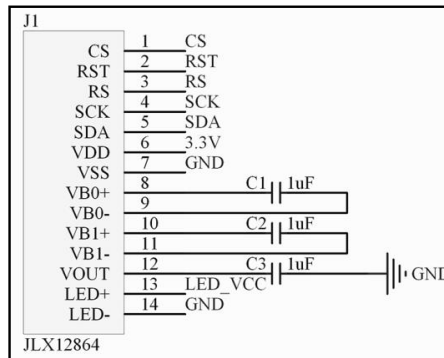 J1
CS 1 CS
RST 2 RST
RS 3 RS
SCK 4 SCK
SDA 5 SDA
VDD 6 3.3V
VSS 7 GND
VB0+ 8 C1 1uF
VB0- 9
VB1+ 10 C2 1uF
VB1- 11
VOUT 12 C3 1uF GND
LED+ 13 LED_VCC
LED- 14 GND
JLX12864